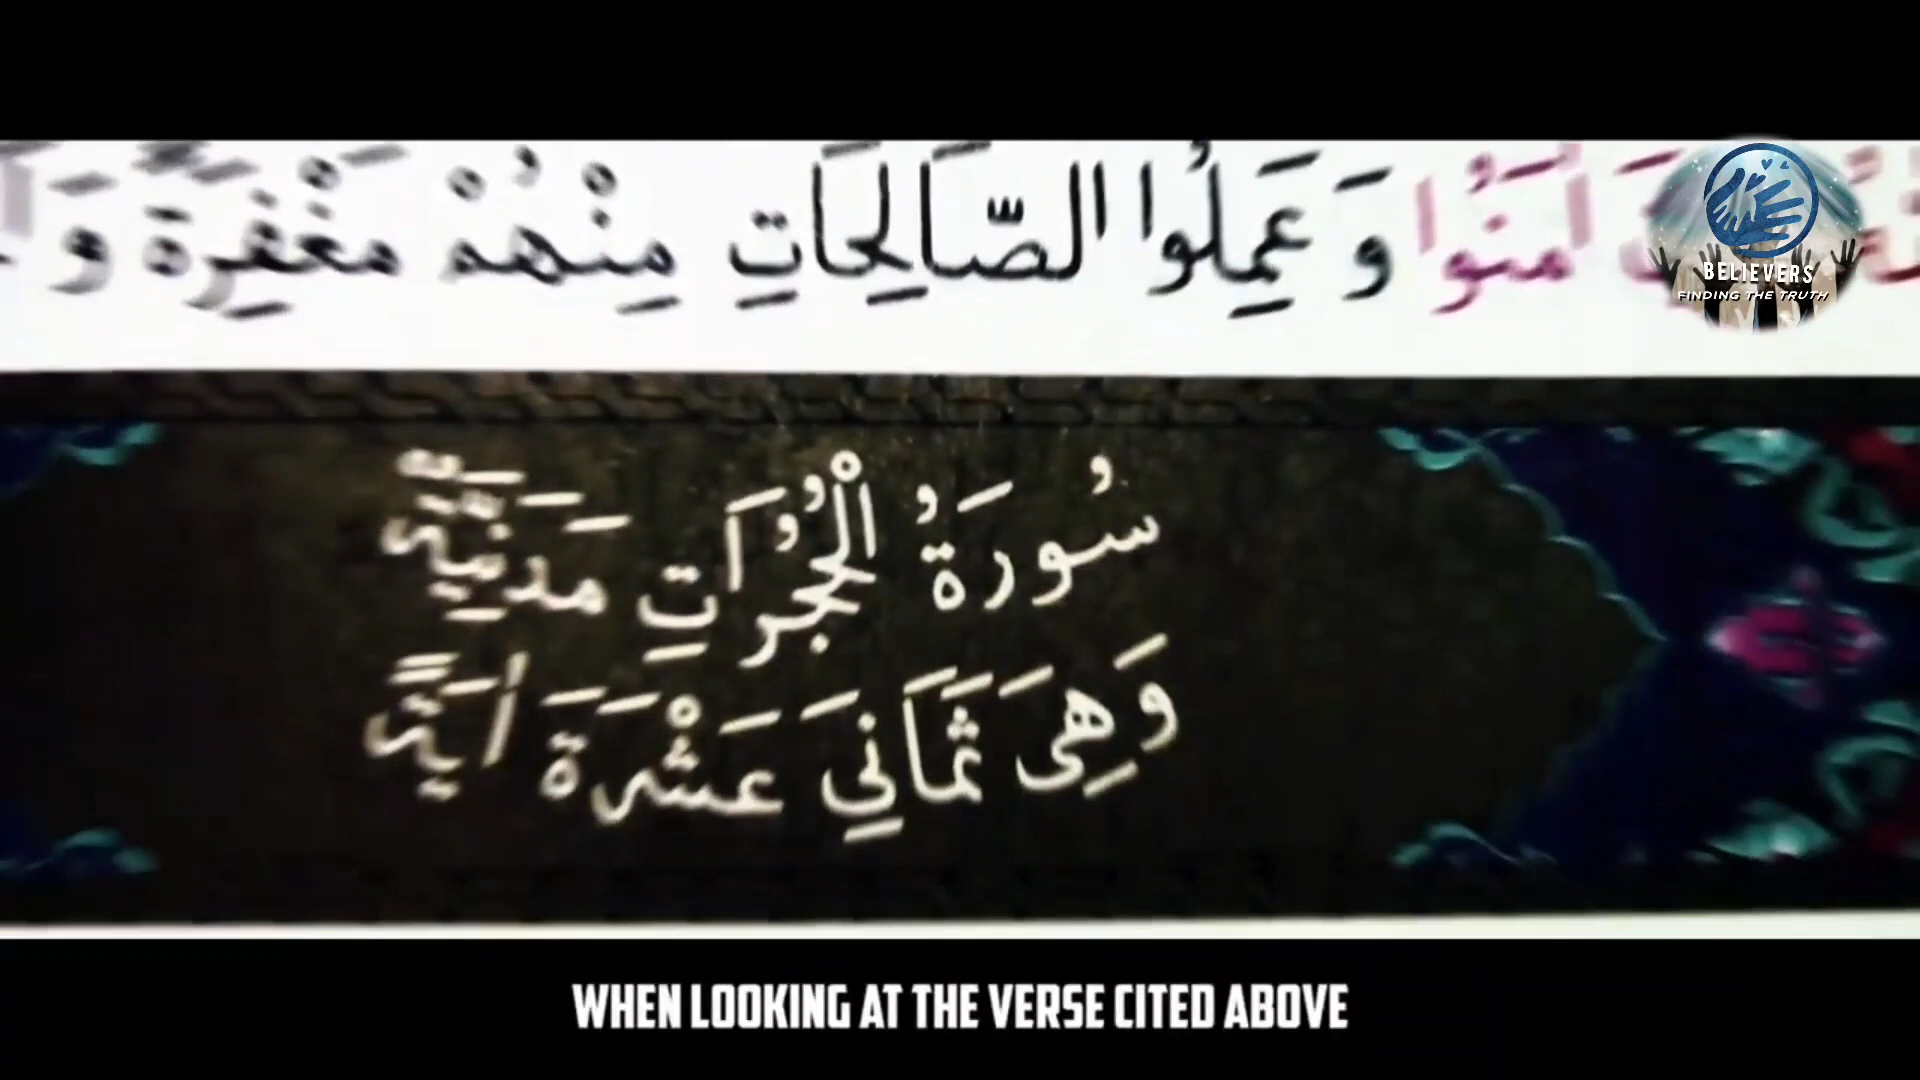 اٰمَنُوا وَ عَمِلُوا الصَّالِحَاتِ مِنْهُمْ مَغْفِرَةً
BELIEVERS
FINDING THE TRUTH
سُورَةُ الْحُجُرَاتِ مَدَنِيَّةٌ
وَهِىَ ثَمَانِي عَشْرَةَ اٰيَةً
WHEN LOOKING AT THE VERSE CITED ABOVE